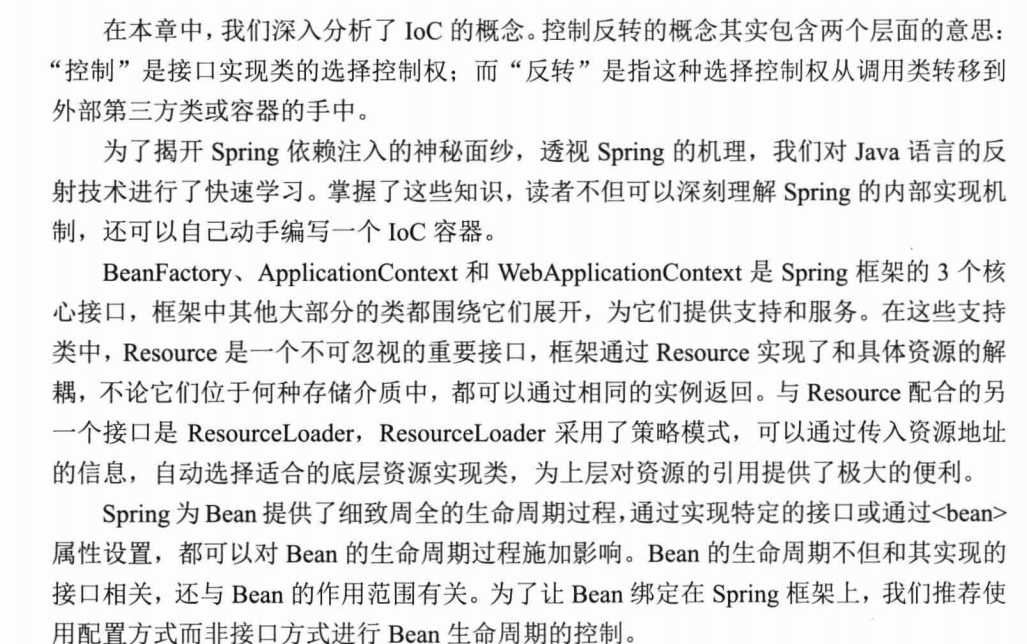 在本章中，我们深入分析了 IoC 的概念。控制反转的概念其实包含两个层面的意思：
“控制”是接口实现类的选择控制权；而“反转”是指这种选择控制权从调用类转移到
外部第三方类或容器的手中。
为了揭开 Spring 依赖注入的神秘面纱，透视 Spring 的机理，我们对 Java 语言的反
射技术进行了快速学习。掌握了这些知识，读者不但可以深刻理解 Spring 的内部实现机
制，还可以自己动手编写一个 IoC 容器。
BeanFactory、ApplicationContext 和 WebApplicationContext 是 Spring 框架的 3 个核
心接口，框架中其他大部分的类都围绕它们展开，为它们提供支持和服务。在这些支持
类中，Resource 是一个不可忽视的重要接口，框架通过 Resource 实现了和具体资源的解
耦，不论它们位于何种存储介质中，都可以通过相同的实例返回。与 Resource 配合的另
一个接口是 ResourceLoader，ResourceLoader 采用了策略模式，可以通过传入资源地址
的信息，自动选择适合的底层资源实现类，为上层对资源的引用提供了极大的便利。
Spring 为 Bean 提供了细致周全的生命周期过程，通过实现特定的接口或通过<bean>
属性设置，都可以对 Bean 的生命周期过程施加影响。Bean 的生命周期不但和其实现的
接口相关，还与 Bean 的作用范围有关。为了让 Bean 绑定在 Spring 框架上，我们推荐使
用配置方式而非接口方式进行 Bean 生命周期的控制。